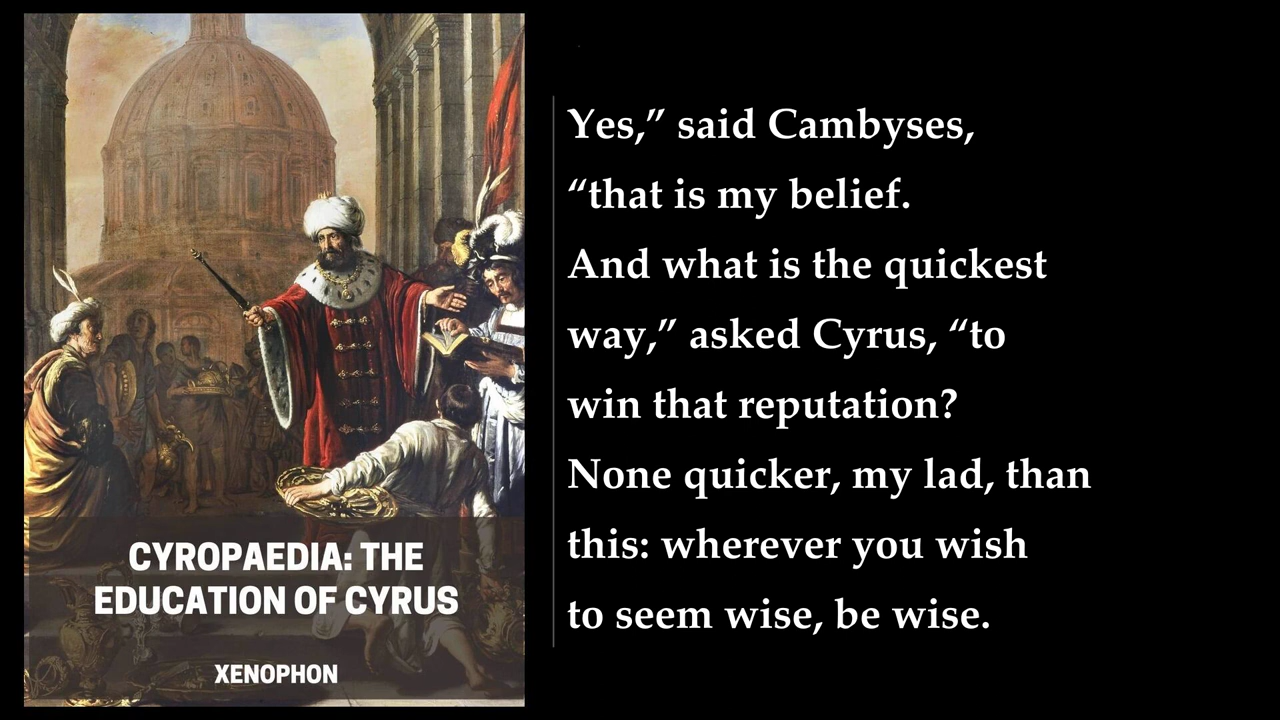 CYROPAEDIA: THE
EDUCATION OF CYRUS
XENOPHON
Yes,” said Cambyses,
“that is my belief.
And what is the quickest
way,” asked Cyrus, “to
win that reputation?
None quicker, my lad, than
this: wherever you wish
to seem wise, be wise.